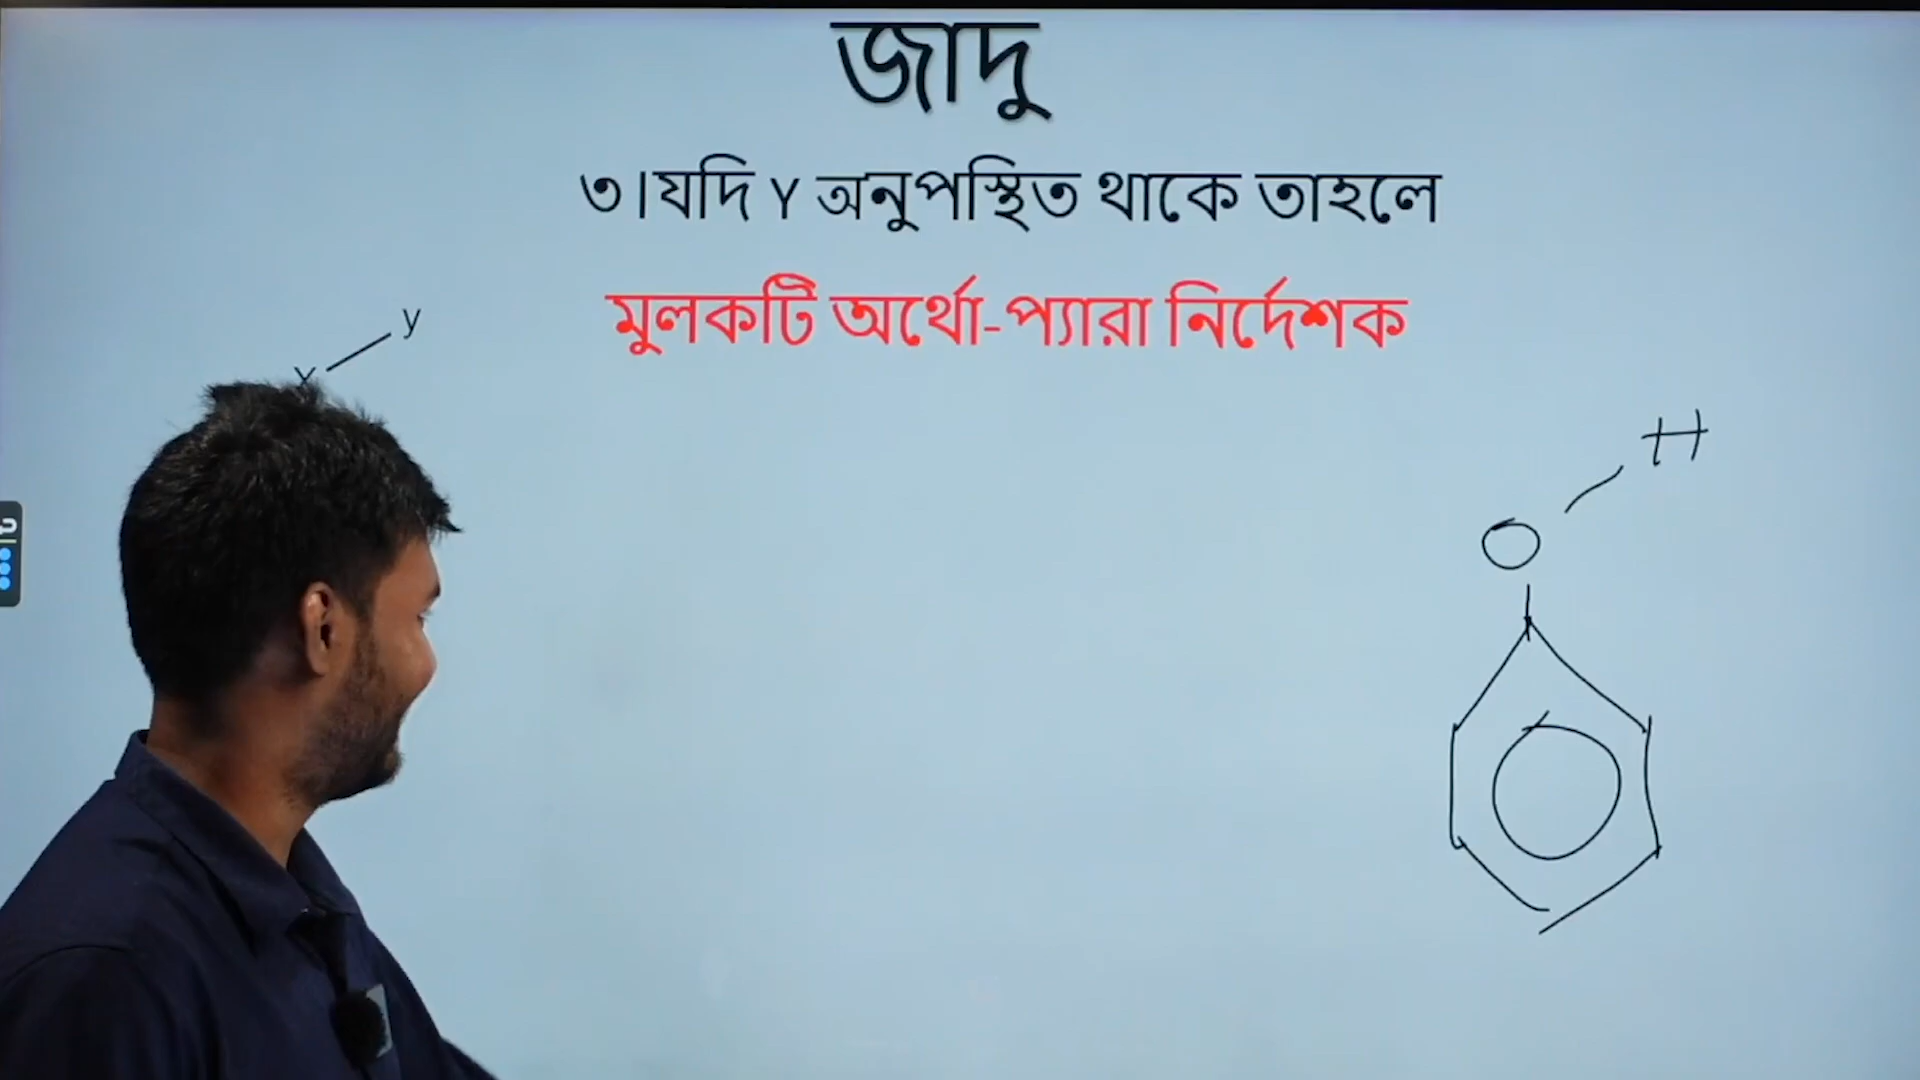 জাদু
৩।যদি Y অনুপস্থিত থাকে তাহলে
মুলকটি অর্থো-প্যারা নির্দেশক
y
x
H
O